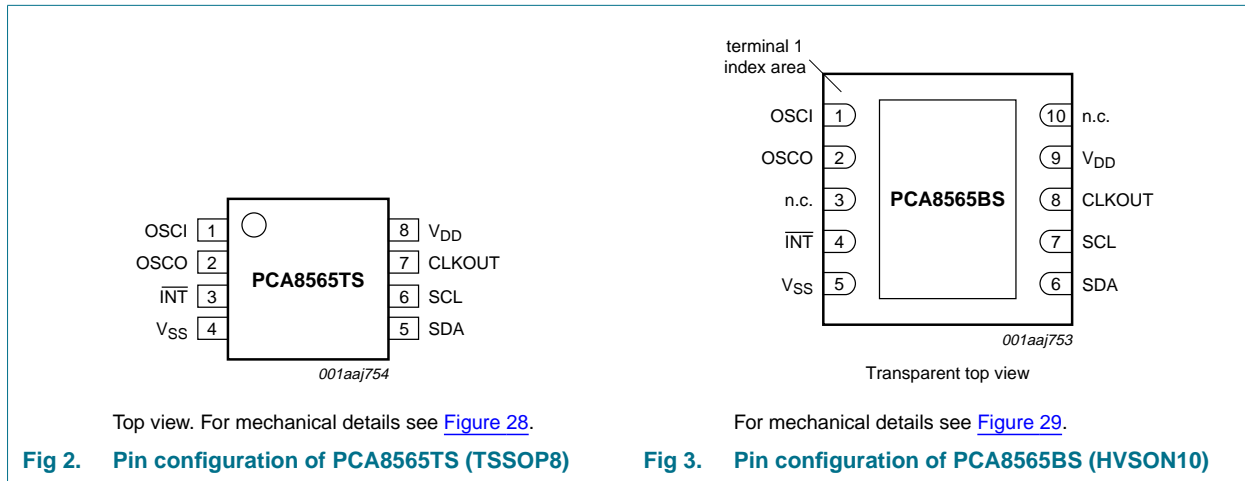 OSCI 1
OSCO 2
INT 3
VSS 4
PCA8565TS
8 VDD
7 CLKOUT
6 SCL
5 SDA
001aaj754
Top view. For mechanical details see Figure 28.
Fig 2. Pin configuration of PCA8565TS (TSSOP8)
terminal 1
index area
OSCI 1
OSCO 2
n.c. 3
INT 4
VSS 5
PCA8565BS
10 n.c.
9 VDD
8 CLKOUT
7 SCL
6 SDA
001aaj753
Transparent top view
For mechanical details see Figure 29.
Fig 3. Pin configuration of PCA8565BS (HVSON10)